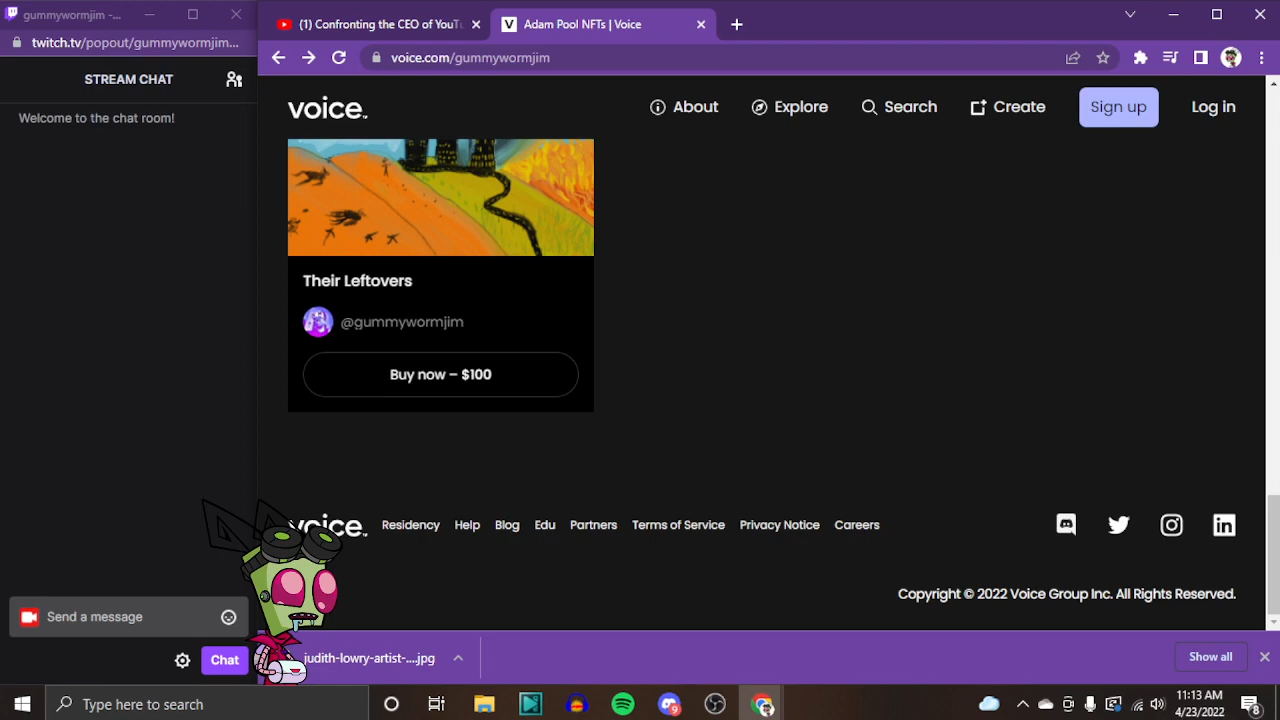 gummywormjim -...
twitch.tv/popout/gummywormjim...
STREAM CHAT
Welcome to the chat room!
Send a message
Chat
(1) Confronting the CEO of YouTu
V Adam Pool NFTs | Voice
voice.com/gummywormjim
voice.
About
Explore
Search
Create
Sign up
Log in
Their Leftovers
@gummywormjim
Buy now – $100
voice.
Residency
Help
Blog
Edu
Partners
Terms of Service
Privacy Notice
Careers
Copyright © 2022 Voice Group Inc. All Rights Reserved.
judith-lowry-artist-....jpg
Show all
Type here to search
9
11:13 AM
4/23/2022
8